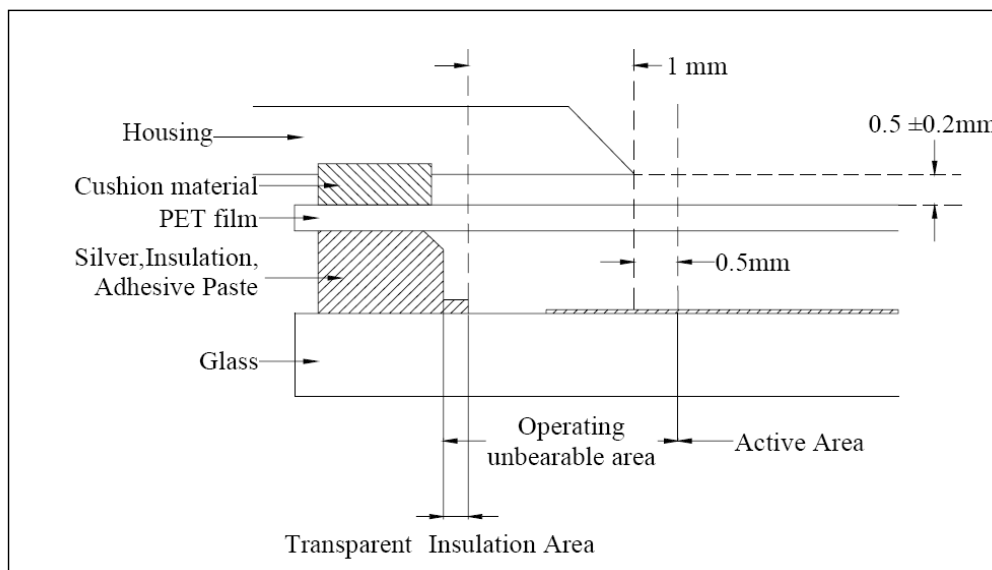 1 mm
Housing
0.5 ±0.2mm
Cushion material
PET film
Silver,Insulation,
Adhesive Paste
0.5mm
Glass
Operating
unbearable area
Active Area
Transparent Insulation Area